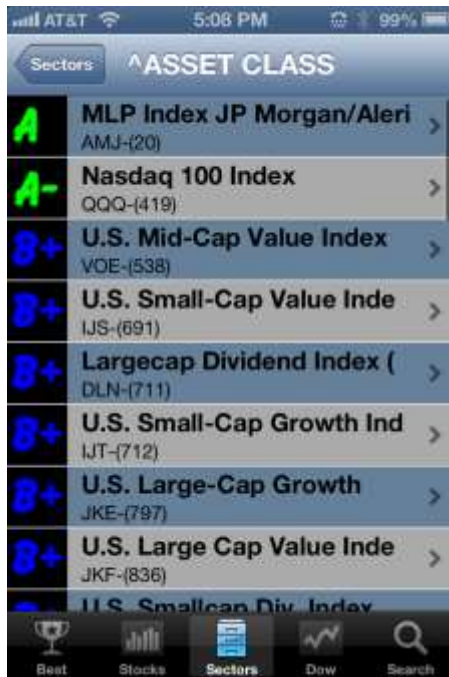 AT&T 5:08 PM 99%
Sectors ^ASSET CLASS
A MLP Index JP Morgan/Aleri
AMJ-(20)
A- Nasdaq 100 Index
QQQ-(419)
B+ U.S. Mid-Cap Value Index
VOE-(538)
B+ U.S. Small-Cap Value Inde
IJS-(691)
B+ Largecap Dividend Index (
DLN-(711)
B+ U.S. Small-Cap Growth Ind
IJT-(712)
B+ U.S. Large-Cap Growth
JKE-(797)
B+ U.S. Large Cap Value Inde
JKF-(836)
B+ U.S. Smallcap Div. Index
Best Stocks Sectors Dow Search